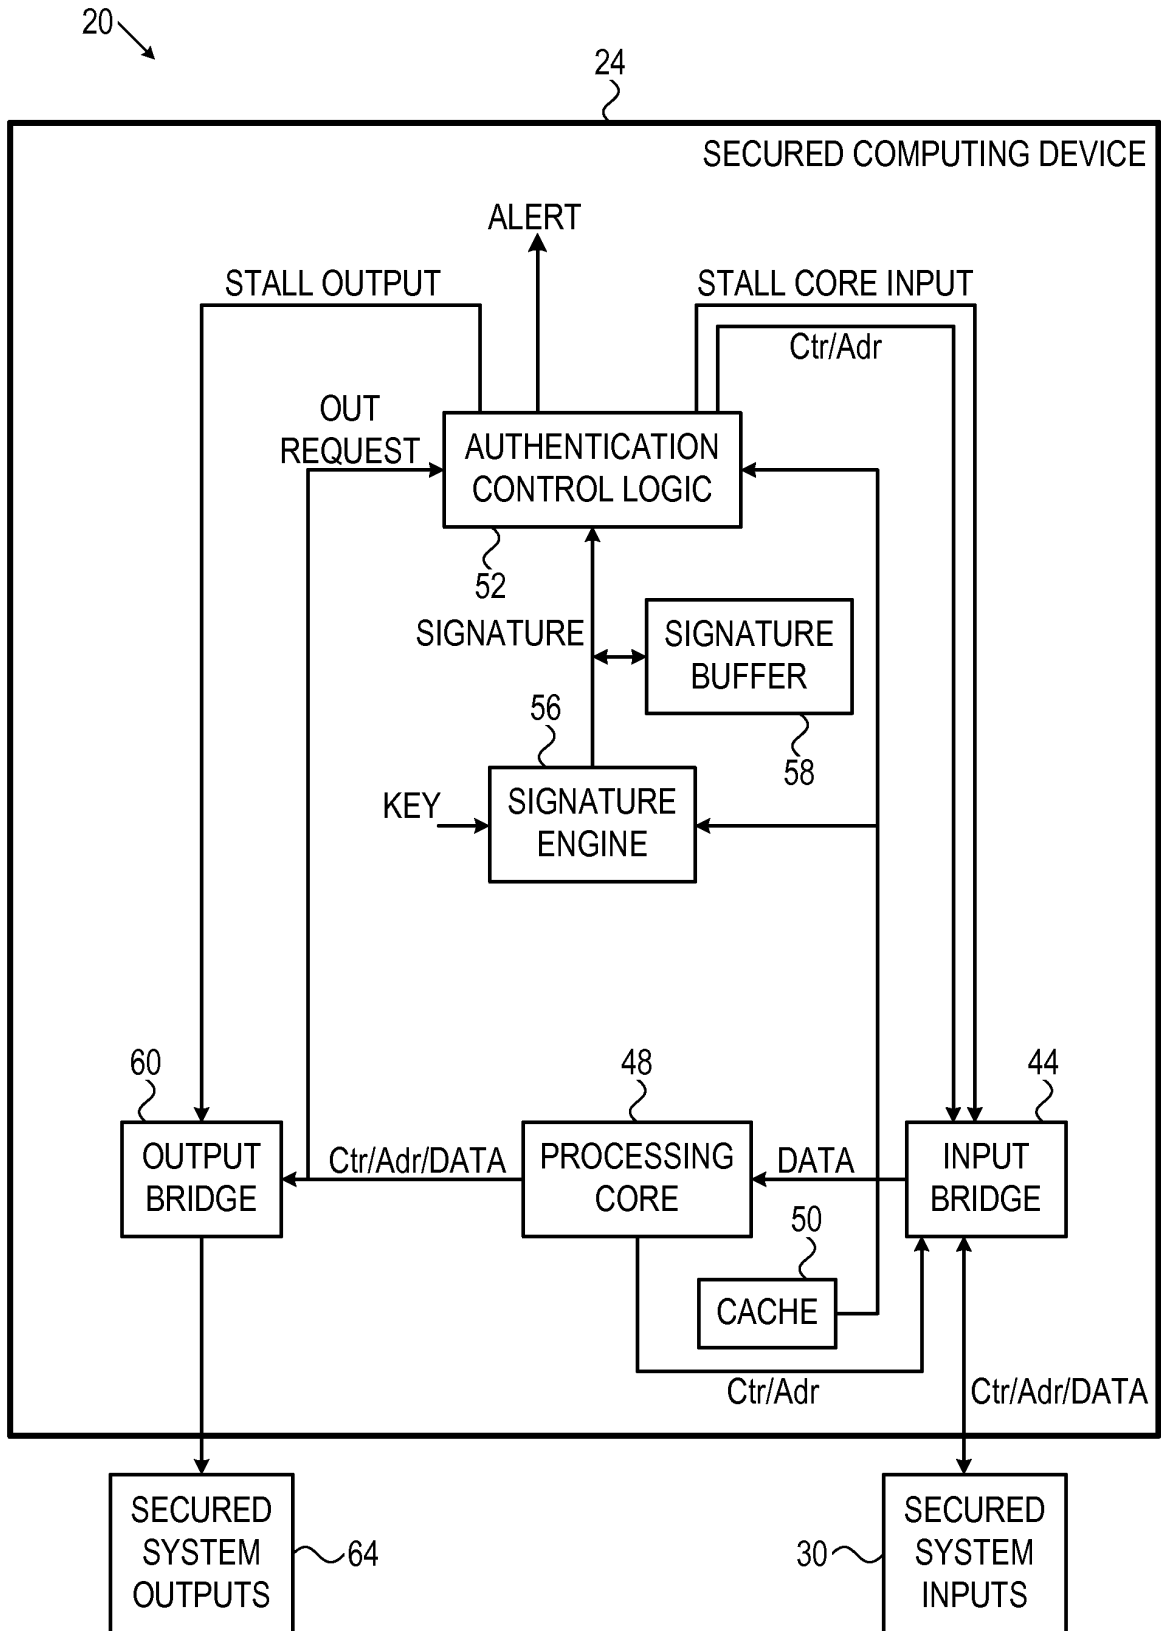 20
24
SECURED COMPUTING DEVICE
ALERT
STALL OUTPUT
STALL CORE INPUT
Ctr/Adr
OUT
REQUEST
AUTHENTICATION
CONTROL LOGIC
52
SIGNATURE
SIGNATURE
BUFFER
56
58
KEY
SIGNATURE
ENGINE
60
48
44
OUTPUT
BRIDGE
Ctr/Adr/DATA
PROCESSING
CORE
DATA
INPUT
BRIDGE
50
CACHE
Ctr/Adr
Ctr/Adr/DATA
SECURED
SYSTEM
OUTPUTS
64
30
SECURED
SYSTEM
INPUTS